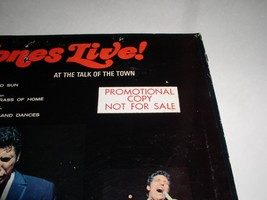 ones Live!
AT THE TALK OF THE TOWN
SUN
PROMOTIONAL
COPY
NOT FOR SALE
RASS OF HOME
AND DANCES